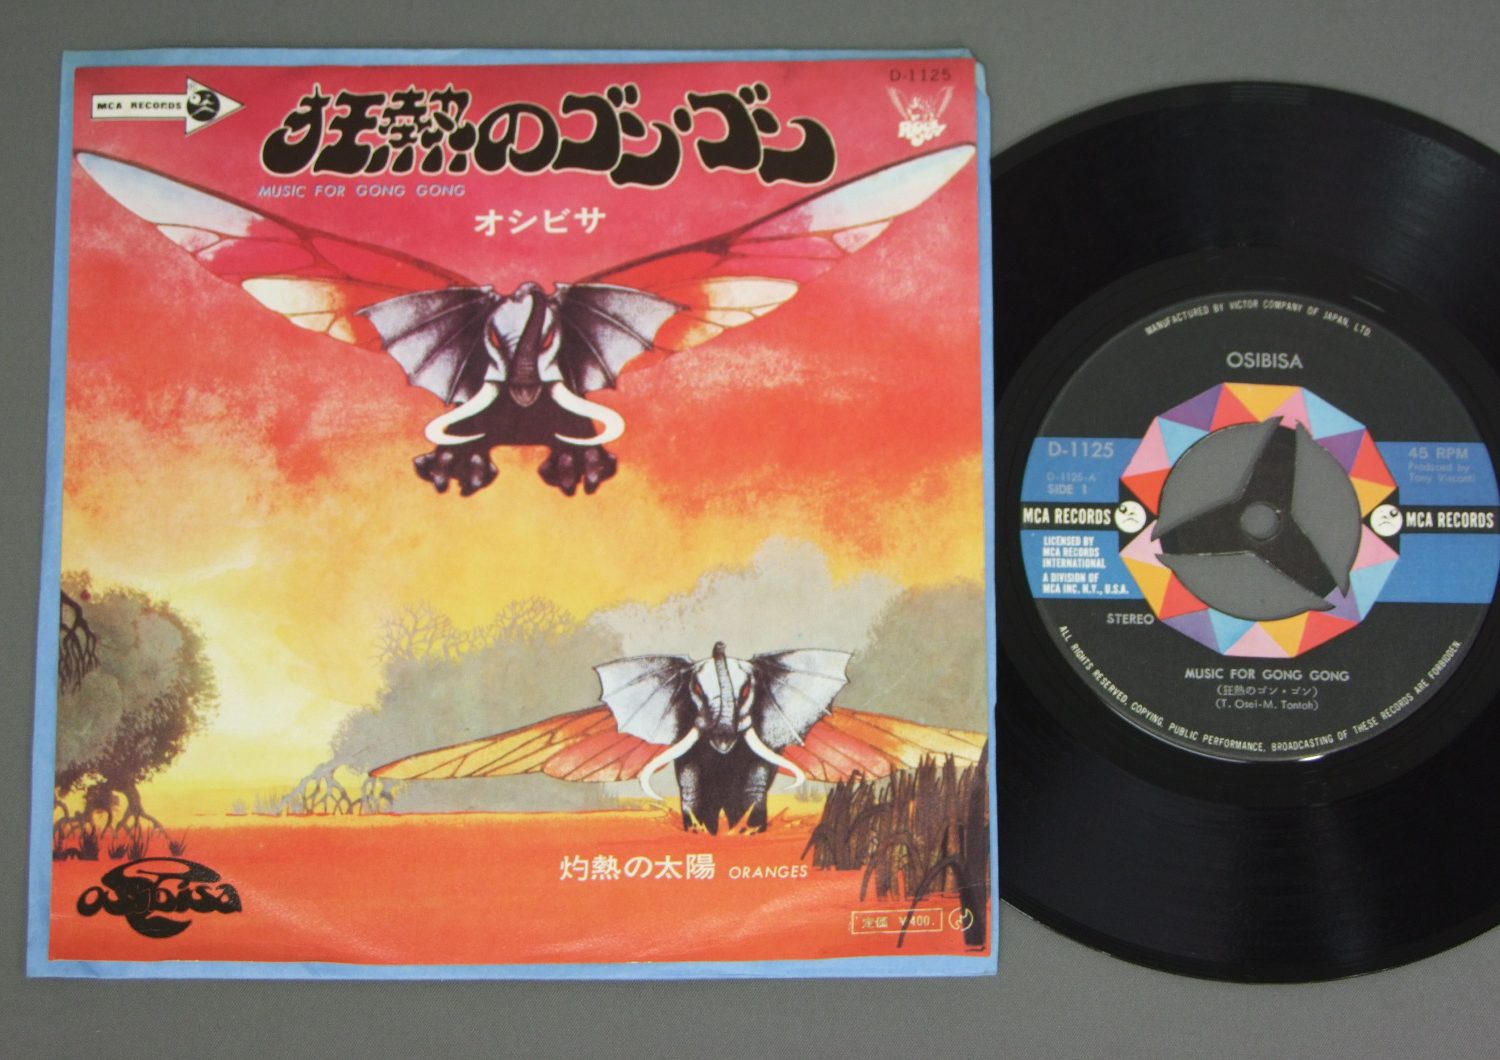 MCA RECORDS
D-1125
狂熱のゴン・ゴン
MUSIC FOR GONG GONG
オシビサ
灼熱の太陽 ORANGES
osibisa
定価 ¥400.
MANUFACTURED BY VICTOR COMPANY OF JAPAN, LTD.
OSIBISA
D-1125
D-1125-A
SIDE 1
45 RPM
Produced by
Tony Visconti
MCA RECORDS
MCA RECORDS
LICENSED BY
MCA RECORDS
INTERNATIONAL
A DIVISION OF
MCA INC. N.Y., U.S.A.
STEREO
MUSIC FOR GONG GONG
(狂熱のゴン・ゴン)
(T. Osei-M. Tontoh)
ALL RIGHTS RESERVED, COPYING, PUBLIC PERFORMANCE, BROADCASTING OF THESE RECORDS ARE FORBIDDEN